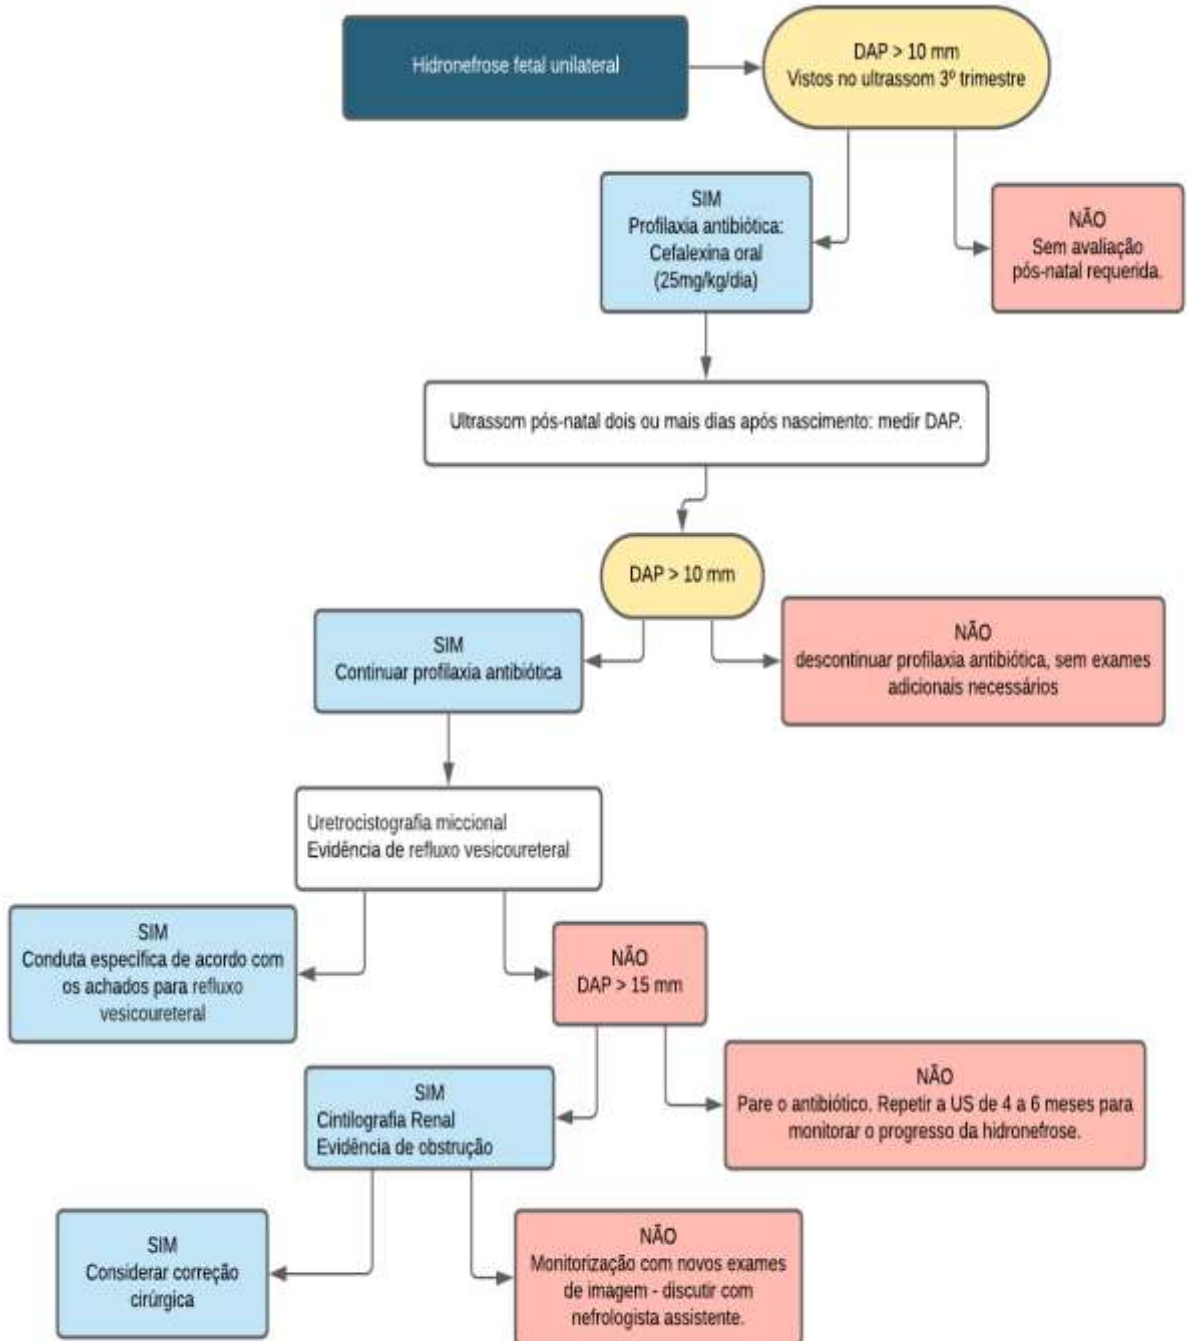 Hidronefrose fetal unilateral
DAP > 10 mm
Vistos no ultrassom 3º trimestre
SIM
Profilaxia antibiótica:
Cefalexina oral
(25mg/kg/dia)
NÃO
Sem avaliação
pós-natal requerida.
Ultrassom pós-natal dois ou mais dias após nascimento: medir DAP.
DAP > 10 mm
SIM
Continuar profilaxia antibiótica
NÃO
descontinuar profilaxia antibiótica, sem exames
adicionais necessários
Uretrocistografia miccional
Evidência de refluxo vesicoureteral
SIM
Conduta específica de acordo com
os achados para refluxo
vesicoureteral
NÃO
DAP > 15 mm
SIM
Cintilografia Renal
Evidência de obstrução
NÃO
Pare o antibiótico. Repetir a US de 4 a 6 meses para
monitorar o progresso da hidronefrose.
SIM
Considerar correção
cirúrgica
NÃO
Monitorização com novos exames
de imagem - discutir com
nefrologista assistente.